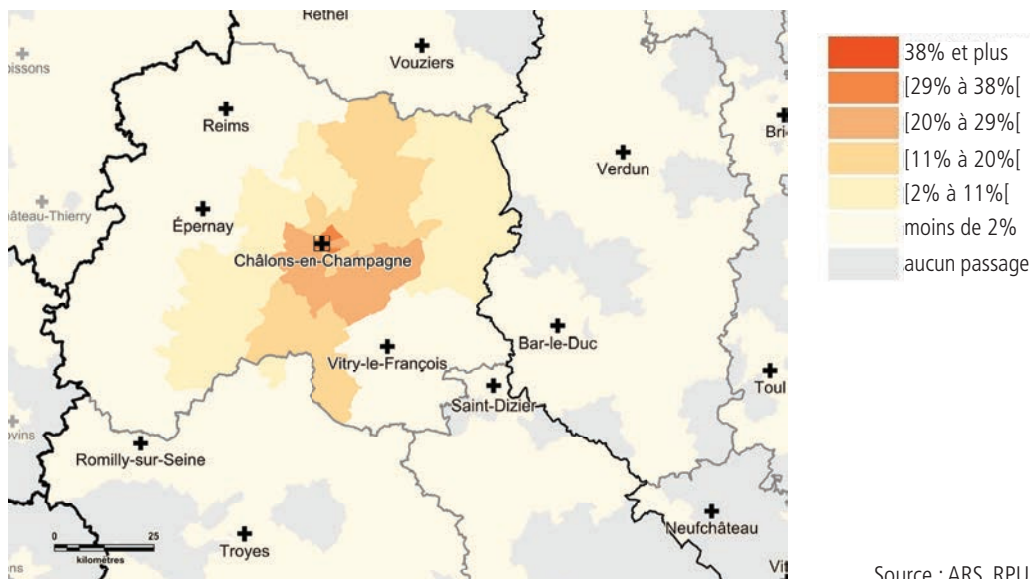 Rethel
Vouziers
Reims
Verdun
Épernay
Châlons-en-Champagne
Vitry-le-François
Bar-le-Duc
Saint-Dizier
Toul
Romilly-sur-Seine
Troyes
Neufchâteau
0 25
kilomètres
38% et plus
[29% à 38%[
[20% à 29%[
[11% à 20%[
[2% à 11%[
moins de 2%
aucun passage
Source : ARS, RPU